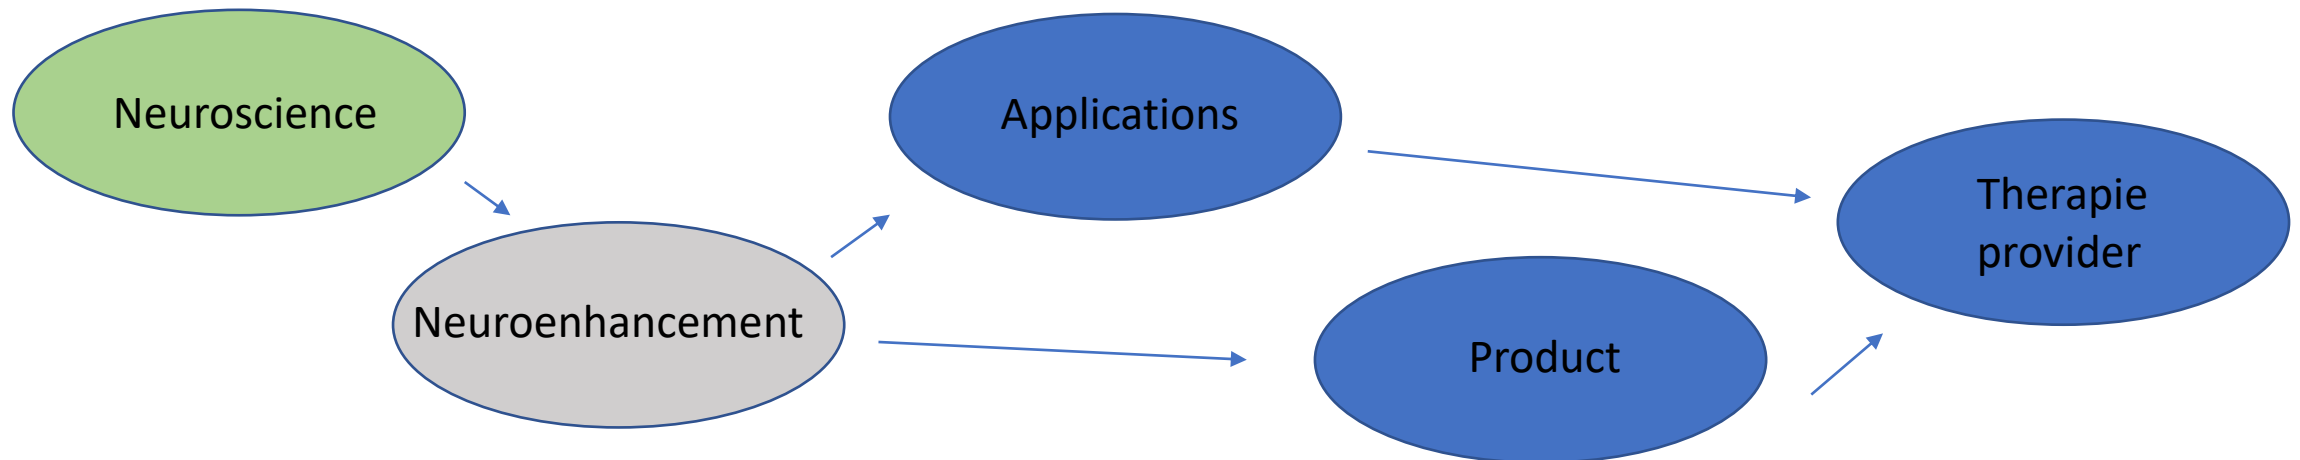 Neuroscience
Applications
Therapie
provider
Neuroenhancement
Product